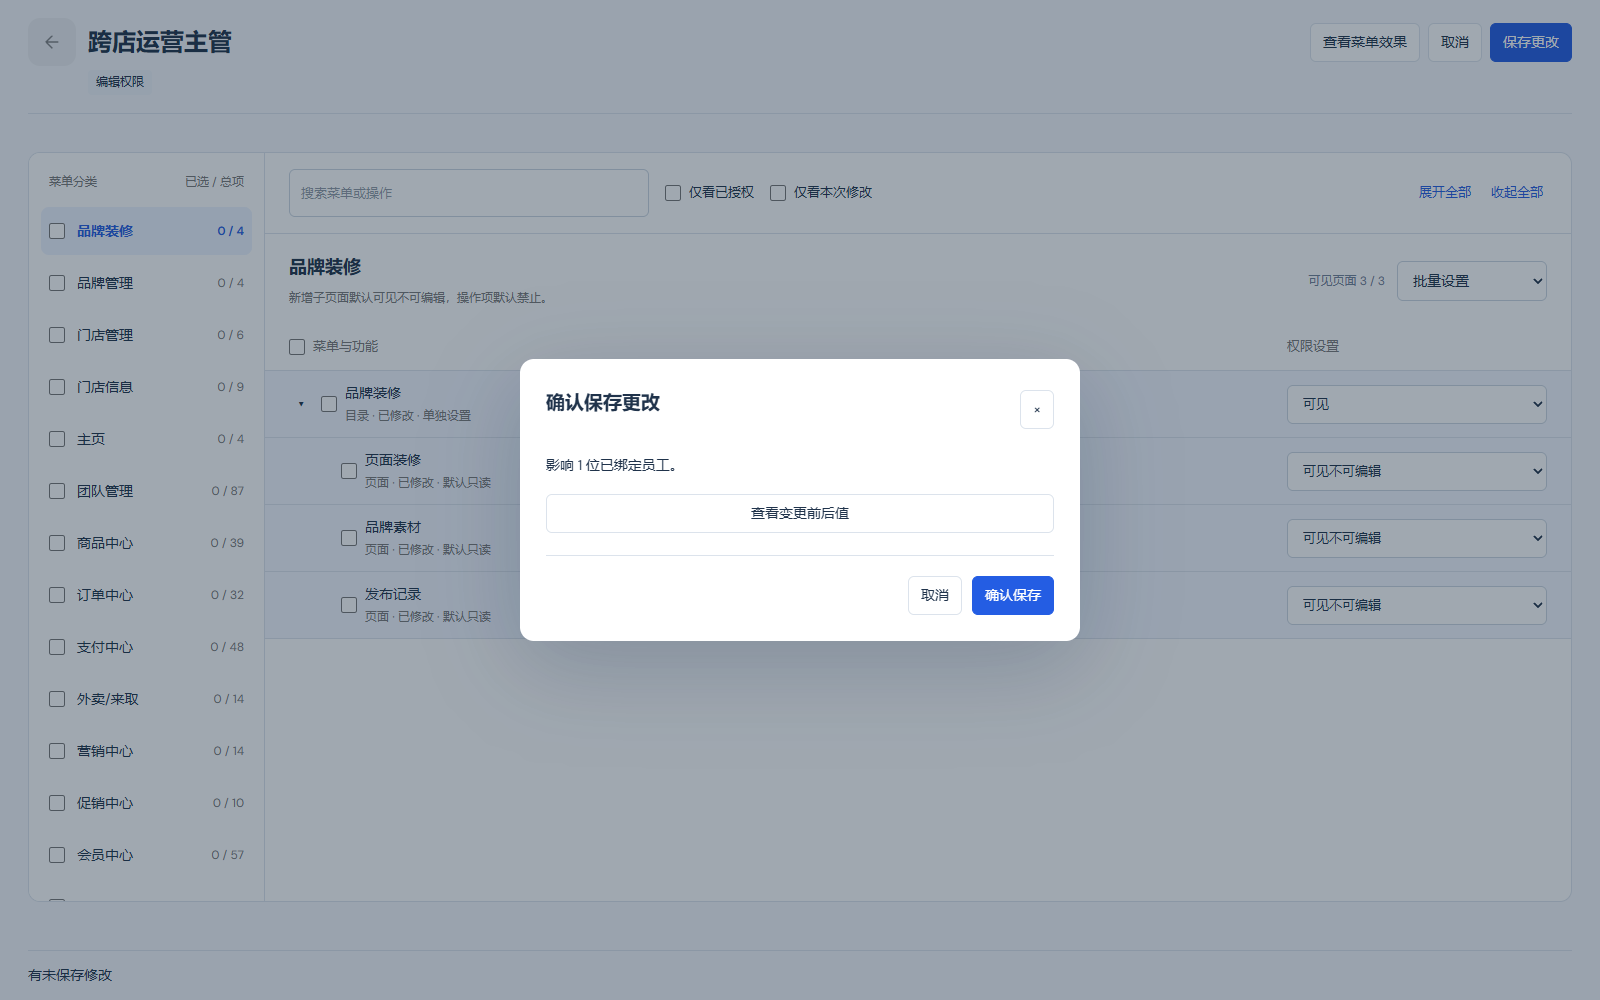 跨店运营主管
编辑权限
查看菜单效果
取消
保存更改
菜单分类
已选 / 总项
品牌装修 0 / 4
品牌管理 0 / 4
门店管理 0 / 6
门店信息 0 / 9
主页 0 / 4
团队管理 0 / 87
商品中心 0 / 39
订单中心 0 / 32
支付中心 0 / 48
外卖/来取 0 / 14
营销中心 0 / 14
促销中心 0 / 10
会员中心 0 / 57
搜索菜单或操作
仅看已授权
仅看本次修改
展开全部
收起全部
品牌装修
新增子页面默认可见不可编辑，操作项默认禁止。
可见页面 3 / 3
批量设置
菜单与功能
权限设置
品牌装修
目录 · 已修改 · 单独设置
可见
页面装修
页面 · 已修改 · 默认只读
可见不可编辑
品牌素材
页面 · 已修改 · 默认只读
可见不可编辑
发布记录
页面 · 已修改 · 默认只读
可见不可编辑
确认保存更改
×
影响 1 位已绑定员工。
查看变更前后值
取消
确认保存
有未保存修改